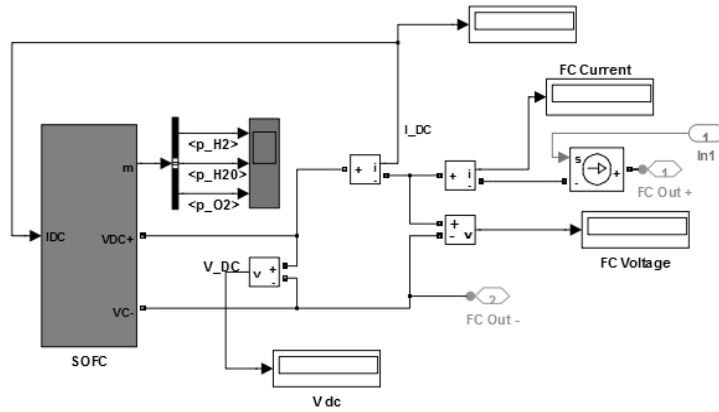 FC Current
I_DC
1
In1
<p_H2>
<p_H20>
<p_O2>
m
IDC
VDC+
VC-
SOFC
+
i
-
+
i
-
s
-
+
1
FC Out +
V_DC
v
+
-
+
-
v
FC Voltage
2
FC Out -
V dc